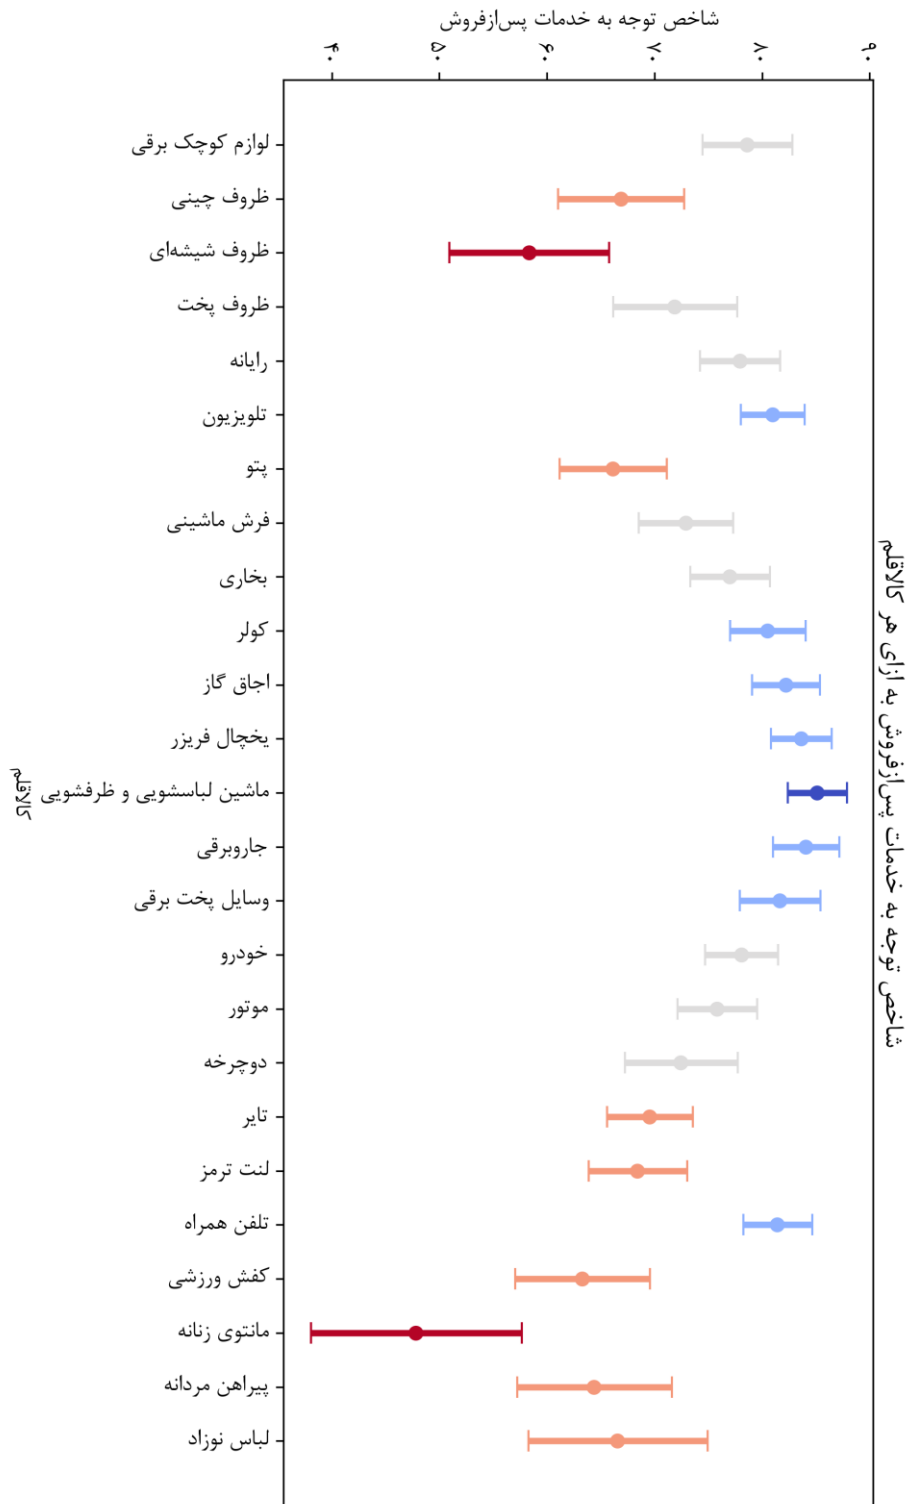 شاخص توجه به خدمات پس‌ازفروش
۴۰
۵۰
۶۰
۷۰
۸۰
۹۰
شاخص توجه به خدمات پس‌ازفروش به ازای هر کالاقلم
لوازم کوچک برقی
ظروف چینی
ظروف شیشه‌ای
ظروف پخت
رایانه
تلویزیون
پتو
فرش ماشینی
بخاری
کولر
اجاق گاز
یخچال فریزر
ماشین لباسشویی و ظرفشویی
جاروبرقی
وسایل پخت برقی
خودرو
موتور
دوچرخه
تایر
لنت ترمز
تلفن همراه
کفش ورزشی
مانتوی زنانه
پیراهن مردانه
لباس نوزاد
کالاقلم